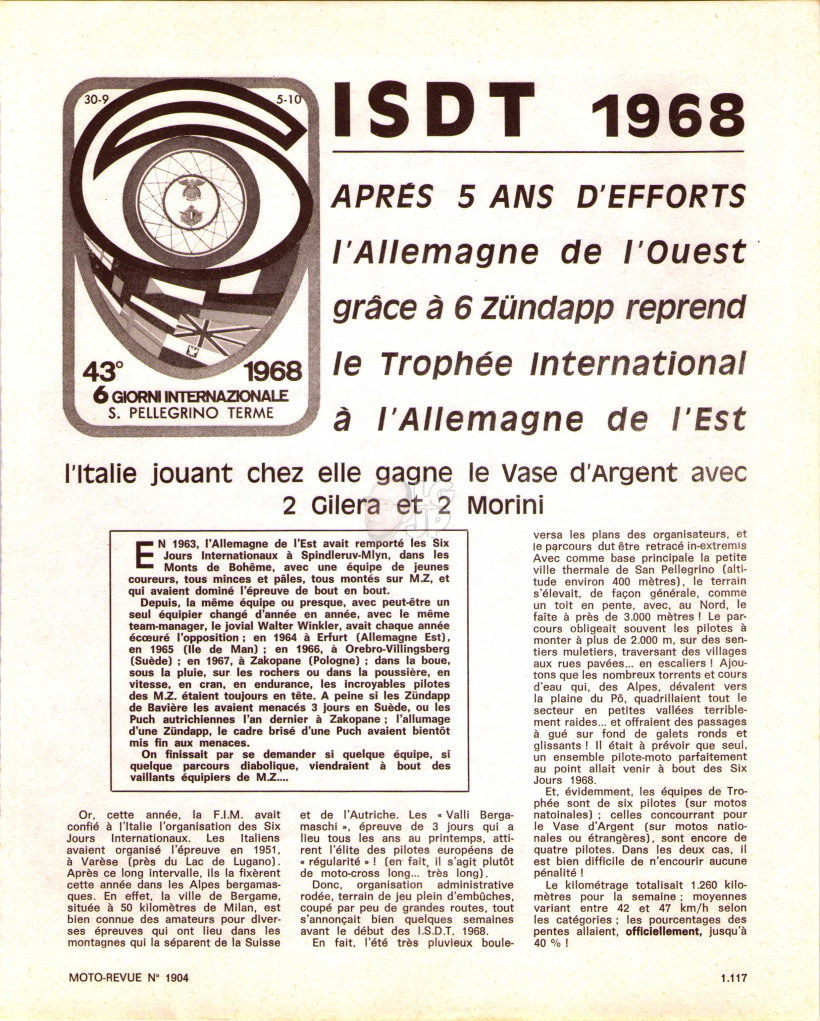 30-9 5-10
43° 1968
6 GIORNI INTERNAZIONALE
S. PELLEGRINO TERME
ISDT 1968
APRÉS 5 ANS D'EFFORTS
l'Allemagne de l'Ouest
grâce à 6 Zündapp reprend
le Trophée International
à l'Allemagne de l'Est
l'Italie jouant chez elle gagne le Vase d'Argent avec
2 Gilera et 2 Morini
EN 1963, l'Allemagne de l'Est avait remporté les Six
Jours Internationaux à Spindleruv-Mlyn, dans les
Monts de Bohême, avec une équipe de jeunes
coureurs, tous minces et pâles, tous montés sur M.Z, et
qui avaient dominé l'épreuve de bout en bout.
Depuis, la même équipe ou presque, avec peut-être un
seul équipier changé d'année en année, avec le même
team-manager, le jovial Walter Winkler, avait chaque année
écœuré l'opposition ; en 1964 à Erfurt (Allemagne Est),
en 1965 (Ile de Man) ; en 1966, à Orebro-Villingsberg
(Suède) ; en 1967, à Zakopane (Pologne) ; dans la boue,
sous la pluie, sur les rochers ou dans la poussière, en
vitesse, en cran, en endurance, les incroyables pilotes
des M.Z. étaient toujours en tête. A peine si les Zündapp
de Bavière les avaient menacés 3 jours en Suède, ou les
Puch autrichiennes l'an dernier à Zakopane ; l'allumage
d'une Zündapp, le cadre brisé d'une Puch avaient bientôt
mis fin aux menaces.
On finissait par se demander si quelque équipe, si
quelque parcours diabolique, viendraient à bout des
vaillants équipiers de M.Z....
Or, cette année, la F.I.M. avait
confié à l'Italie l'organisation des Six
Jours Internationaux. Les Italiens
avaient organisé l'épreuve en 1951,
à Varèse (près du Lac de Lugano).
Après ce long intervalle, ils la fixèrent
cette année dans les Alpes bergamas-
ques. En effet, la ville de Bergame,
située à 50 kilomètres de Milan, est
bien connue des amateurs pour diver-
ses épreuves qui ont lieu dans les
montagnes qui la séparent de la Suisse
et de l'Autriche. Les « Valli Berga-
maschi », épreuve de 3 jours qui a
lieu tous les ans au printemps, atti-
rent l'élite des pilotes européens de
« régularité » ! (en fait, il s'agit plutôt
de moto-cross long... très long).
Donc, organisation administrative
rodée, terrain de jeu plein d'embûches,
coupé par peu de grandes routes, tout
s'annonçait bien quelques semaines
avant le début des I.S.D.T. 1968.
En fait, l'été très pluvieux boule-
versa les plans des organisateurs, et
le parcours dut être retracé in-extremis
Avec comme base principale la petite
ville thermale de San Pellegrino (alti-
tude environ 400 mètres), le terrain
s'élevait, de façon générale, comme
un toit en pente, avec, au Nord, le
faîte à près de 3.000 mètres ! Le par-
cours obligeait souvent les pilotes à
monter à plus de 2.000 m, sur des sen-
tiers muletiers, traversant des villages
aux rues pavées... en escaliers ! Ajou-
tons que les nombreux torrents et cours
d'eau qui, des Alpes, dévalent vers
la plaine du Pô, quadrillaient tout le
secteur en petites vallées terrible-
ment raides... et offraient des passages
à gué sur fond de galets ronds et
glissants ! Il était à prévoir que seul,
un ensemble pilote-moto parfaitement
au point allait venir à bout des Six
Jours 1968.
Et, évidemment, les équipes de Tro-
phée sont de six pilotes (sur motos
natoinales) ; celles concourrant pour
le Vase d'Argent (sur motos natio-
nales ou étrangères), sont encore de
quatre pilotes. Dans les deux cas, il
est bien difficile de n'encourir aucune
pénalité !
Le kilométrage totalisait 1.260 kilo-
mètres pour la semaine ; moyennes
variant entre 42 et 47 km/h selon
les catégories ; les pourcentages des
pentes allaient, officiellement, jusqu'à
40 % !
MOTO-REVUE N° 1904 1.117